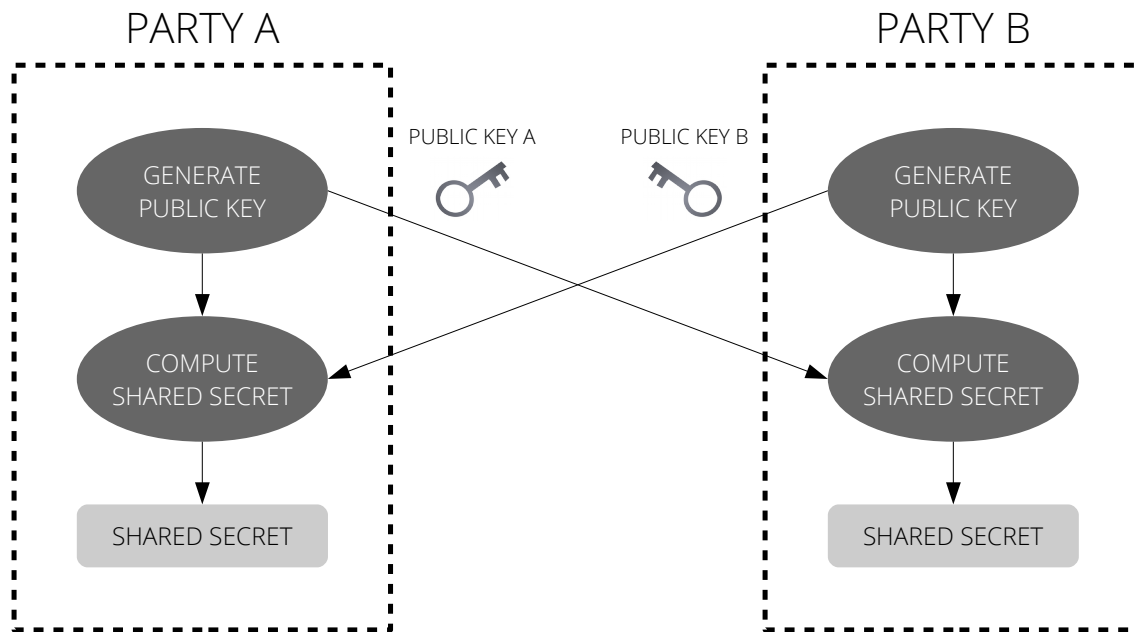 PARTY A
PARTY B
PUBLIC KEY A
PUBLIC KEY B
GENERATE
PUBLIC KEY
GENERATE
PUBLIC KEY
COMPUTE
SHARED SECRET
COMPUTE
SHARED SECRET
SHARED SECRET
SHARED SECRET